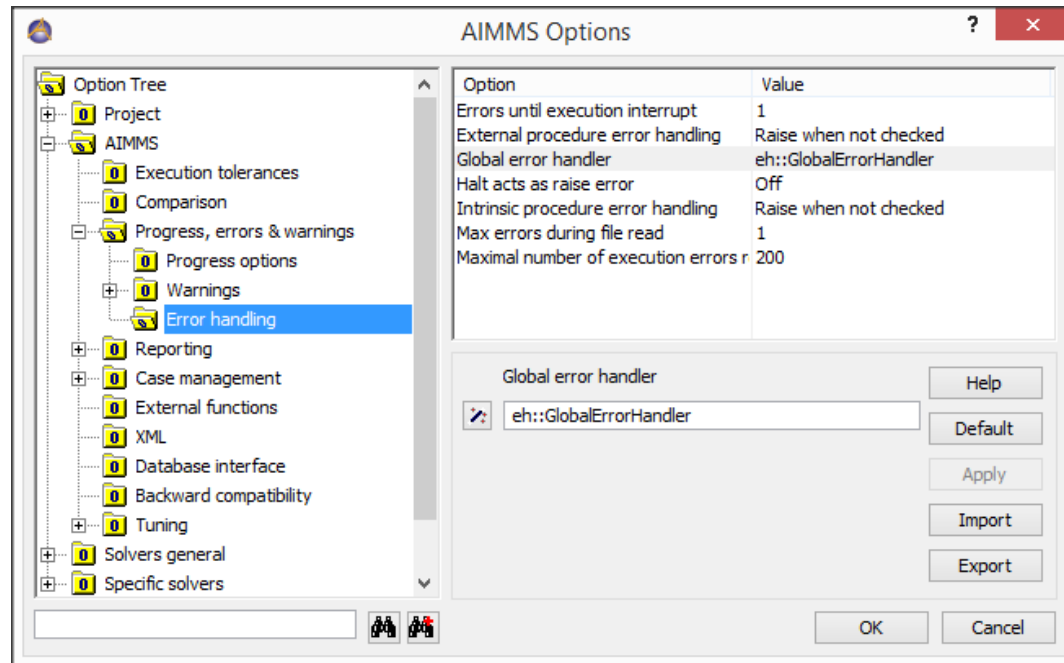 AIMMS Options
?
×
Option Tree
Project
AIMMS
Execution tolerances
Comparison
Progress, errors & warnings
Progress options
Warnings
Error handling
Reporting
Case management
External functions
XML
Database interface
Backward compatibility
Tuning
Solvers general
Specific solvers
Option Value
Errors until execution interrupt 1
External procedure error handling Raise when not checked
Global error handler eh::GlobalErrorHandler
Halt acts as raise error Off
Intrinsic procedure error handling Raise when not checked
Max errors during file read 1
Maximal number of execution errors r 200
Global error handler
eh::GlobalErrorHandler
Help
Default
Apply
Import
Export
OK Cancel